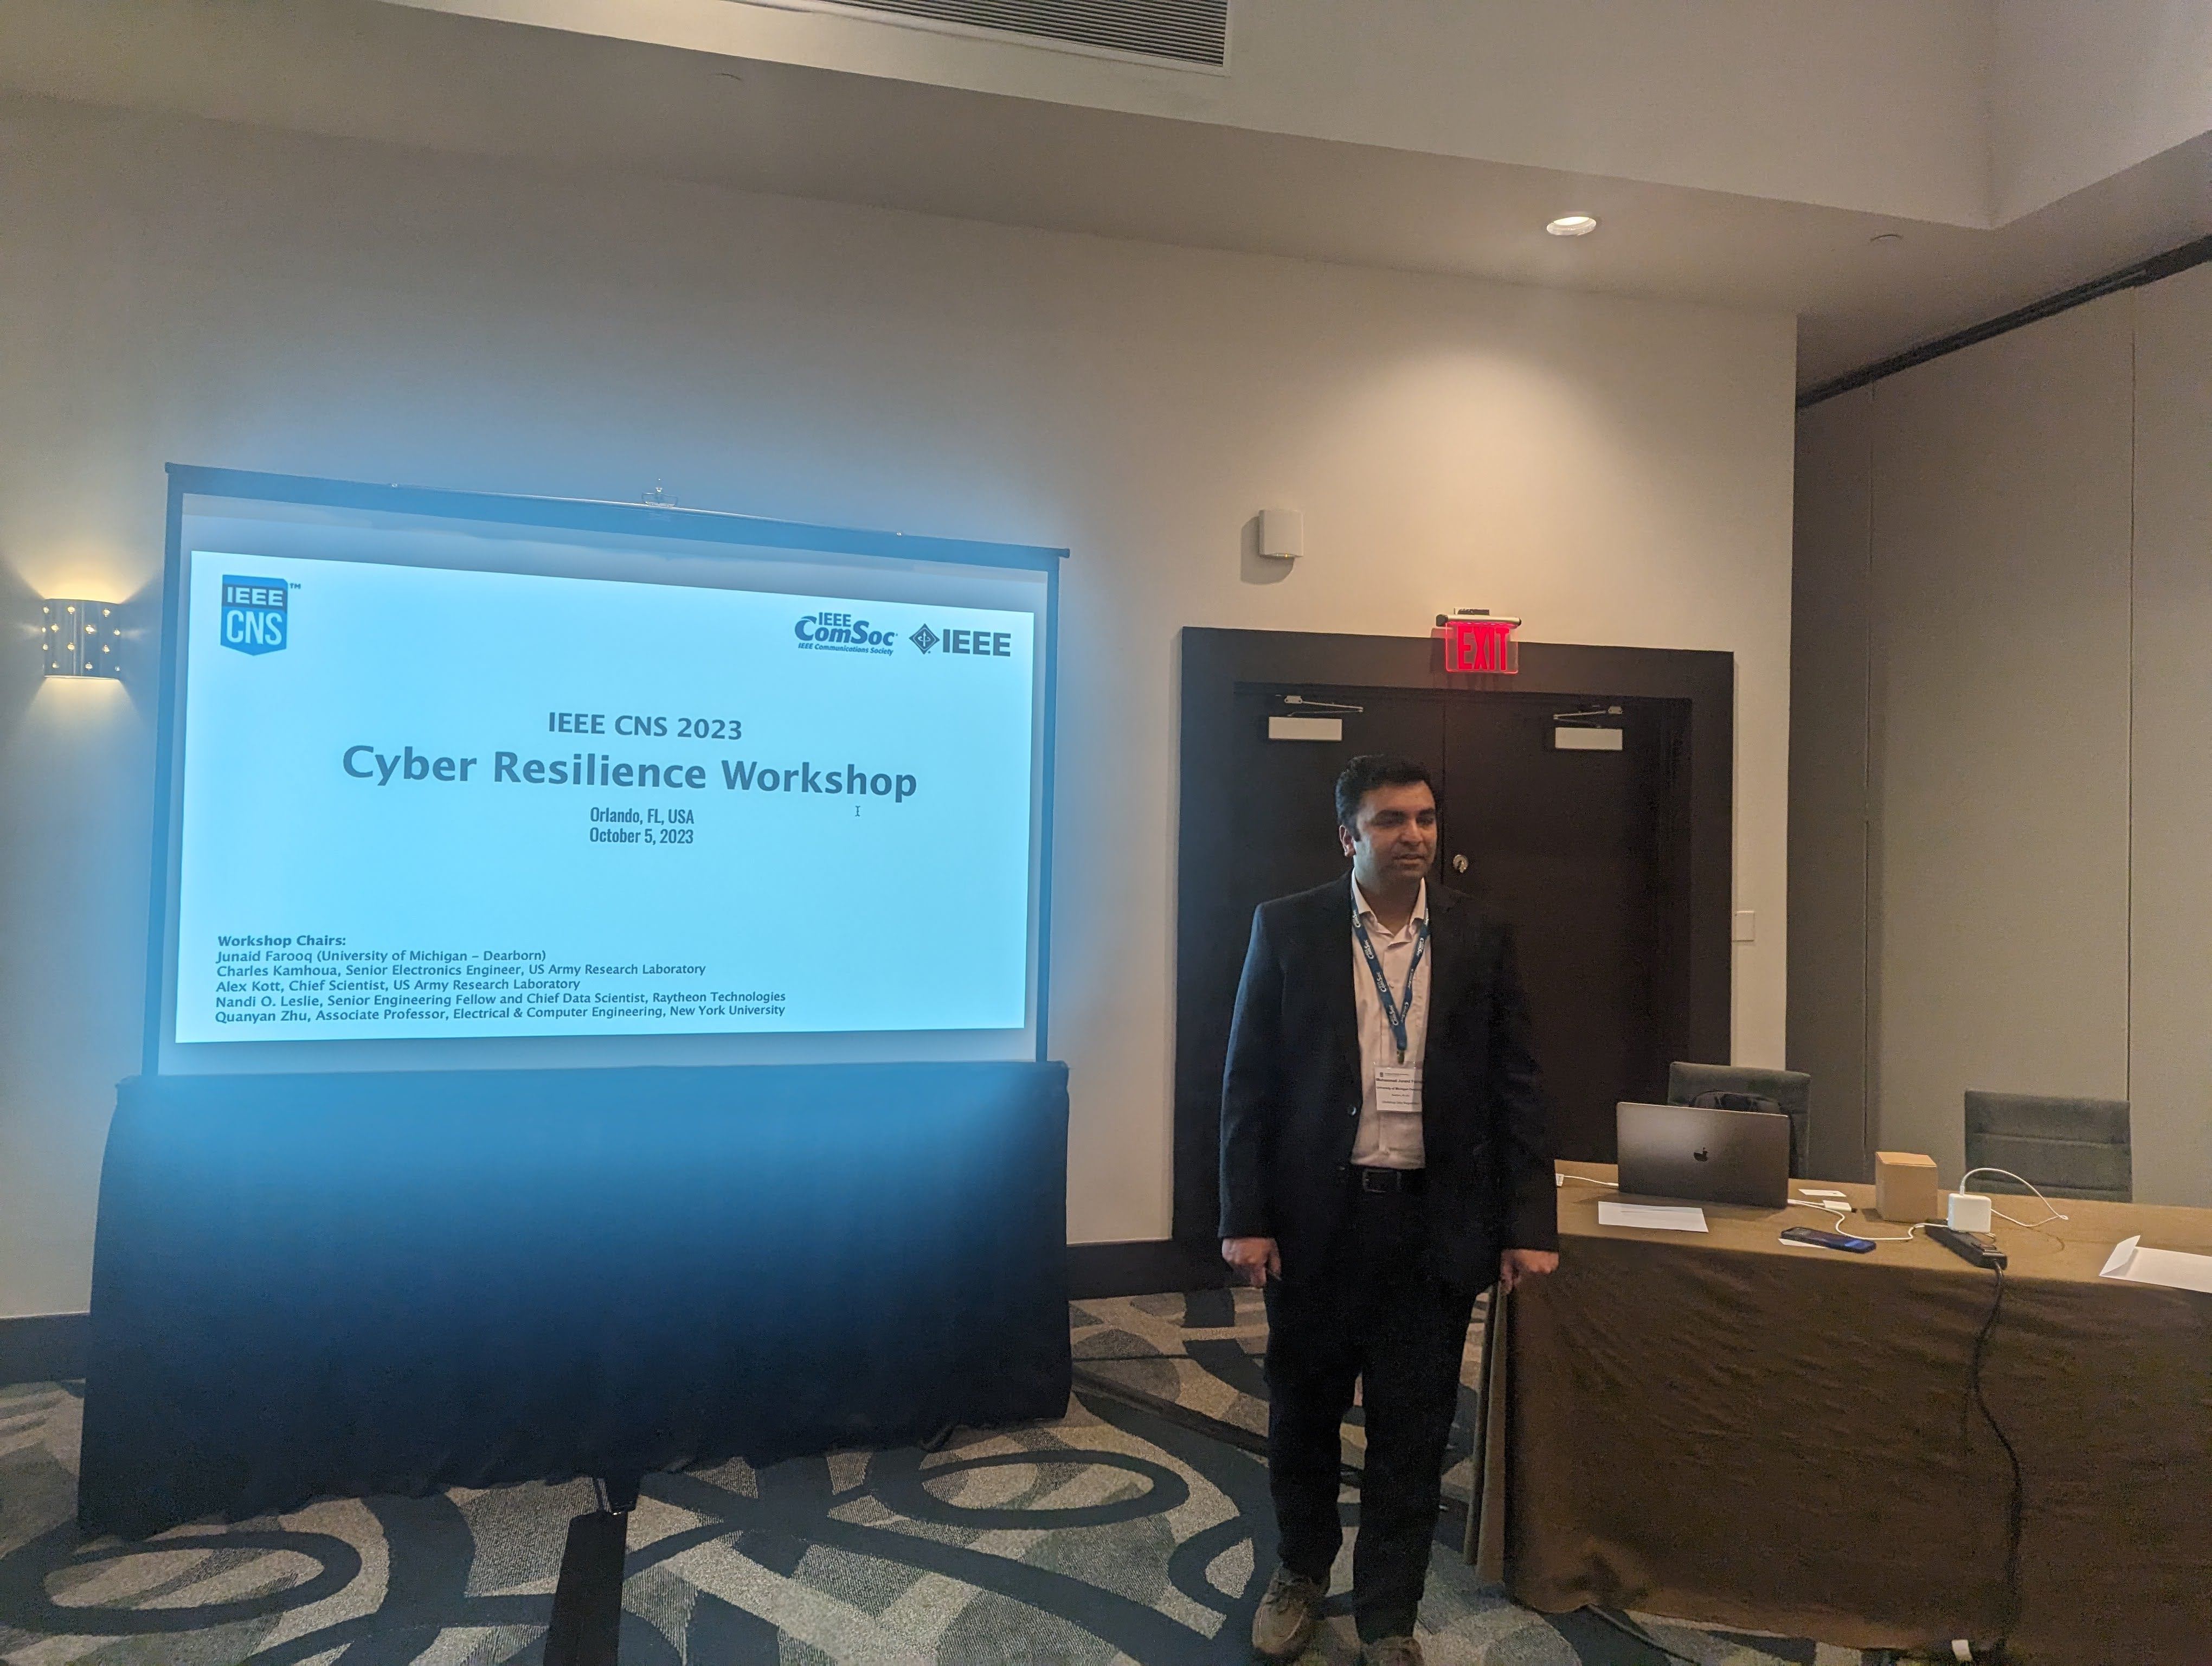 IEEE TM
CNS
IEEE
ComSoc
IEEE Communications Society
IEEE
IEEE CNS 2023
Cyber Resilience Workshop
Orlando, FL, USA
October 5, 2023
Workshop Chairs:
Junaid Farooq (University of Michigan – Dearborn)
Charles Kamhoua, Senior Electronics Engineer, US Army Research Laboratory
Alex Kott, Chief Scientist, US Army Research Laboratory
Nandi O. Leslie, Senior Engineering Fellow and Chief Data Scientist, Raytheon Technologies
Quanyan Zhu, Associate Professor, Electrical & Computer Engineering, New York University
EXIT